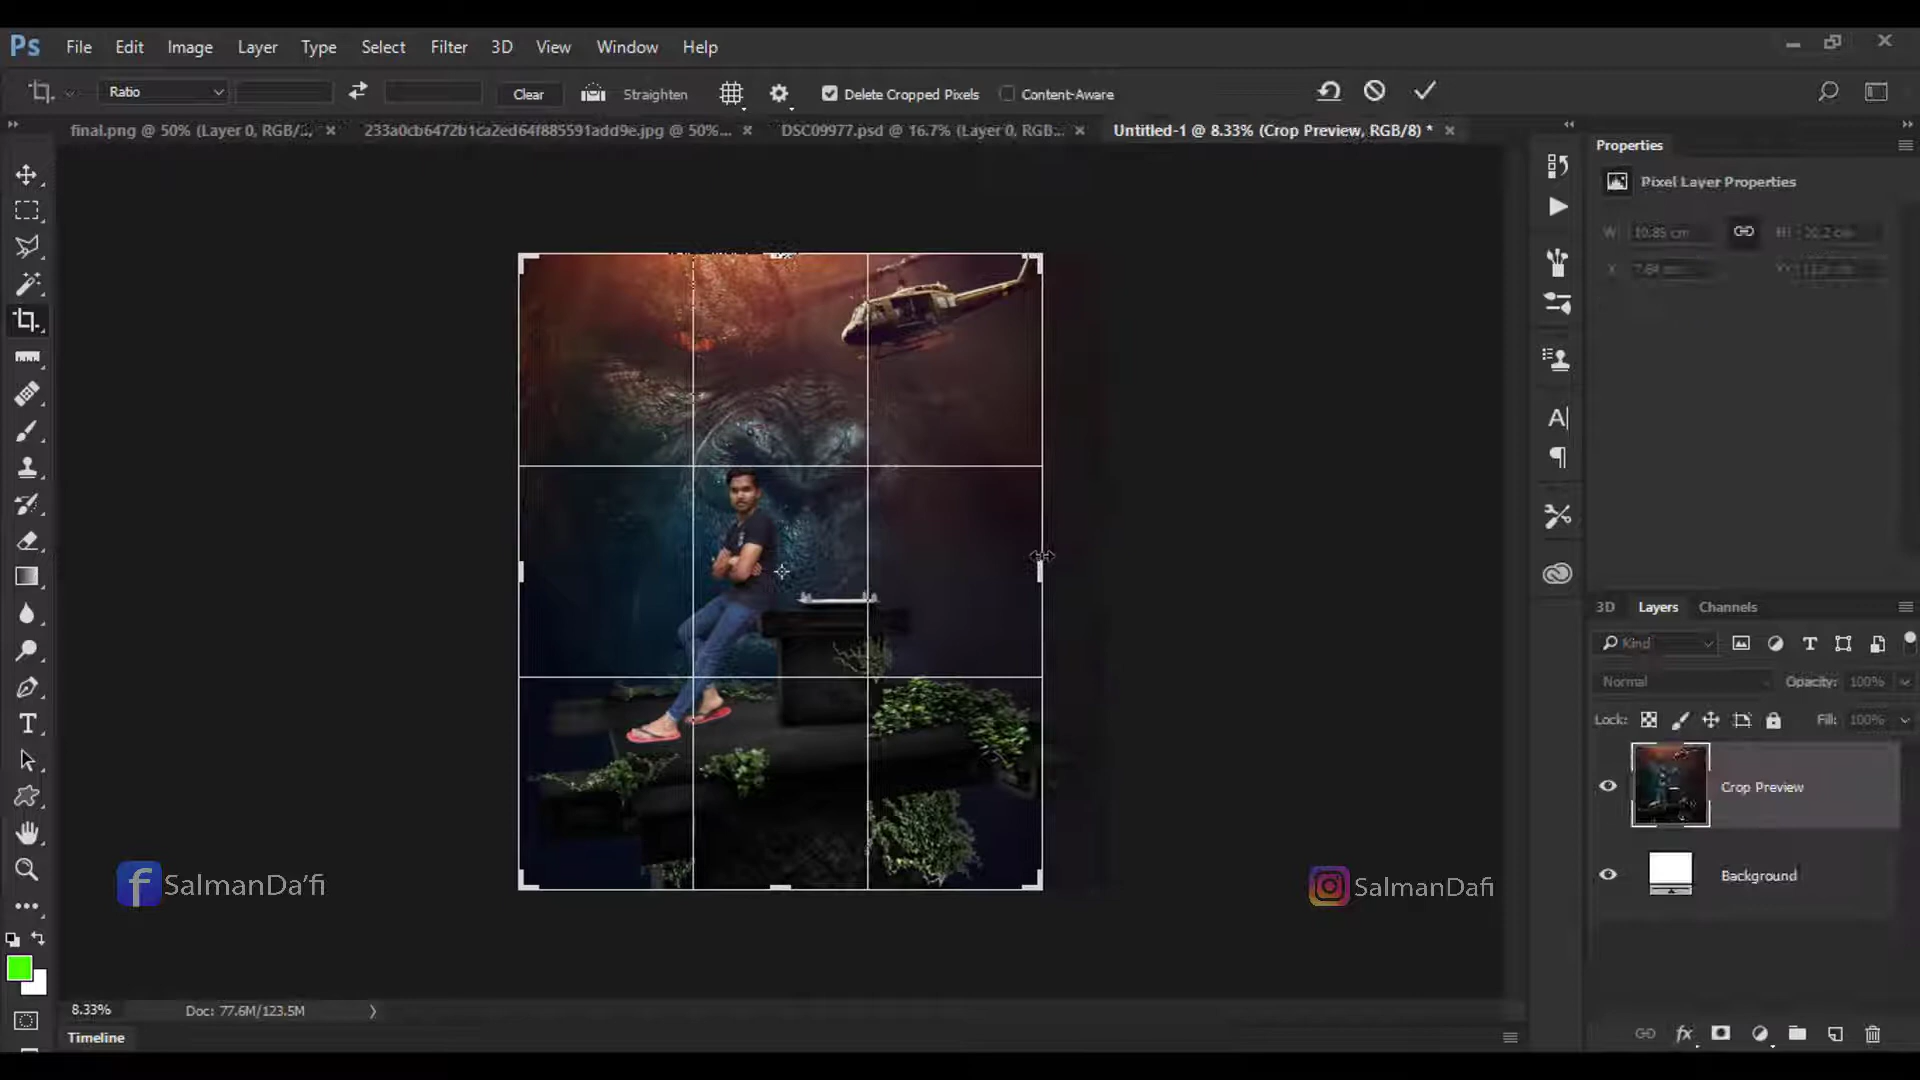 Ps File Edit Image Layer Type Select Filter 3D View Window Help
Ratio Clear Straighten Delete Cropped Pixels Content-Aware
final.png @ 50% (Layer 0, RGB/... × 233a0cb6472b1ca2ed64f885591add9e.jpg @ 50%... × DSC09977.psd @ 16.7% (Layer 0, RGB... × Untitled-1 @ 8.33% (Crop Preview, RGB/8) * ×
Properties
Pixel Layer Properties
W:
3D Layers Channels
Kind
Normal Opacity: 100%
Lock: Fill: 100%
Crop Preview
Background
f SalmanDa'fi
SalmanDafi
8.33% Doc: 77.6M/123.5M
Timeline
fx